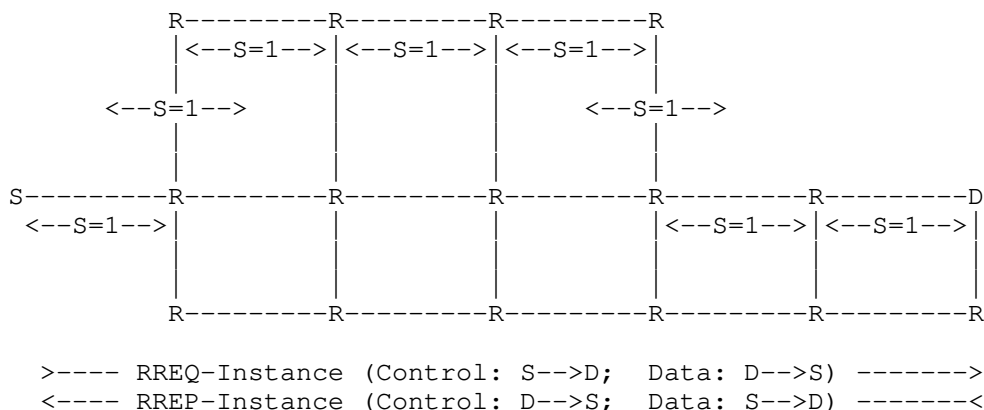 R---------R---------R---------R
|<--S=1-->|<--S=1-->|<--S=1-->|
<--S=1--> | | <--S=1-->
S---------R---------R---------R---------R---------R---------D
<--S=1-->| | | |<--S=1-->|<--S=1-->|
R---------R---------R---------R---------R---------R
>---- RREQ-Instance (Control: S-->D; Data: D-->S) ------->
<---- RREP-Instance (Control: D-->S; Data: S-->D) -------<